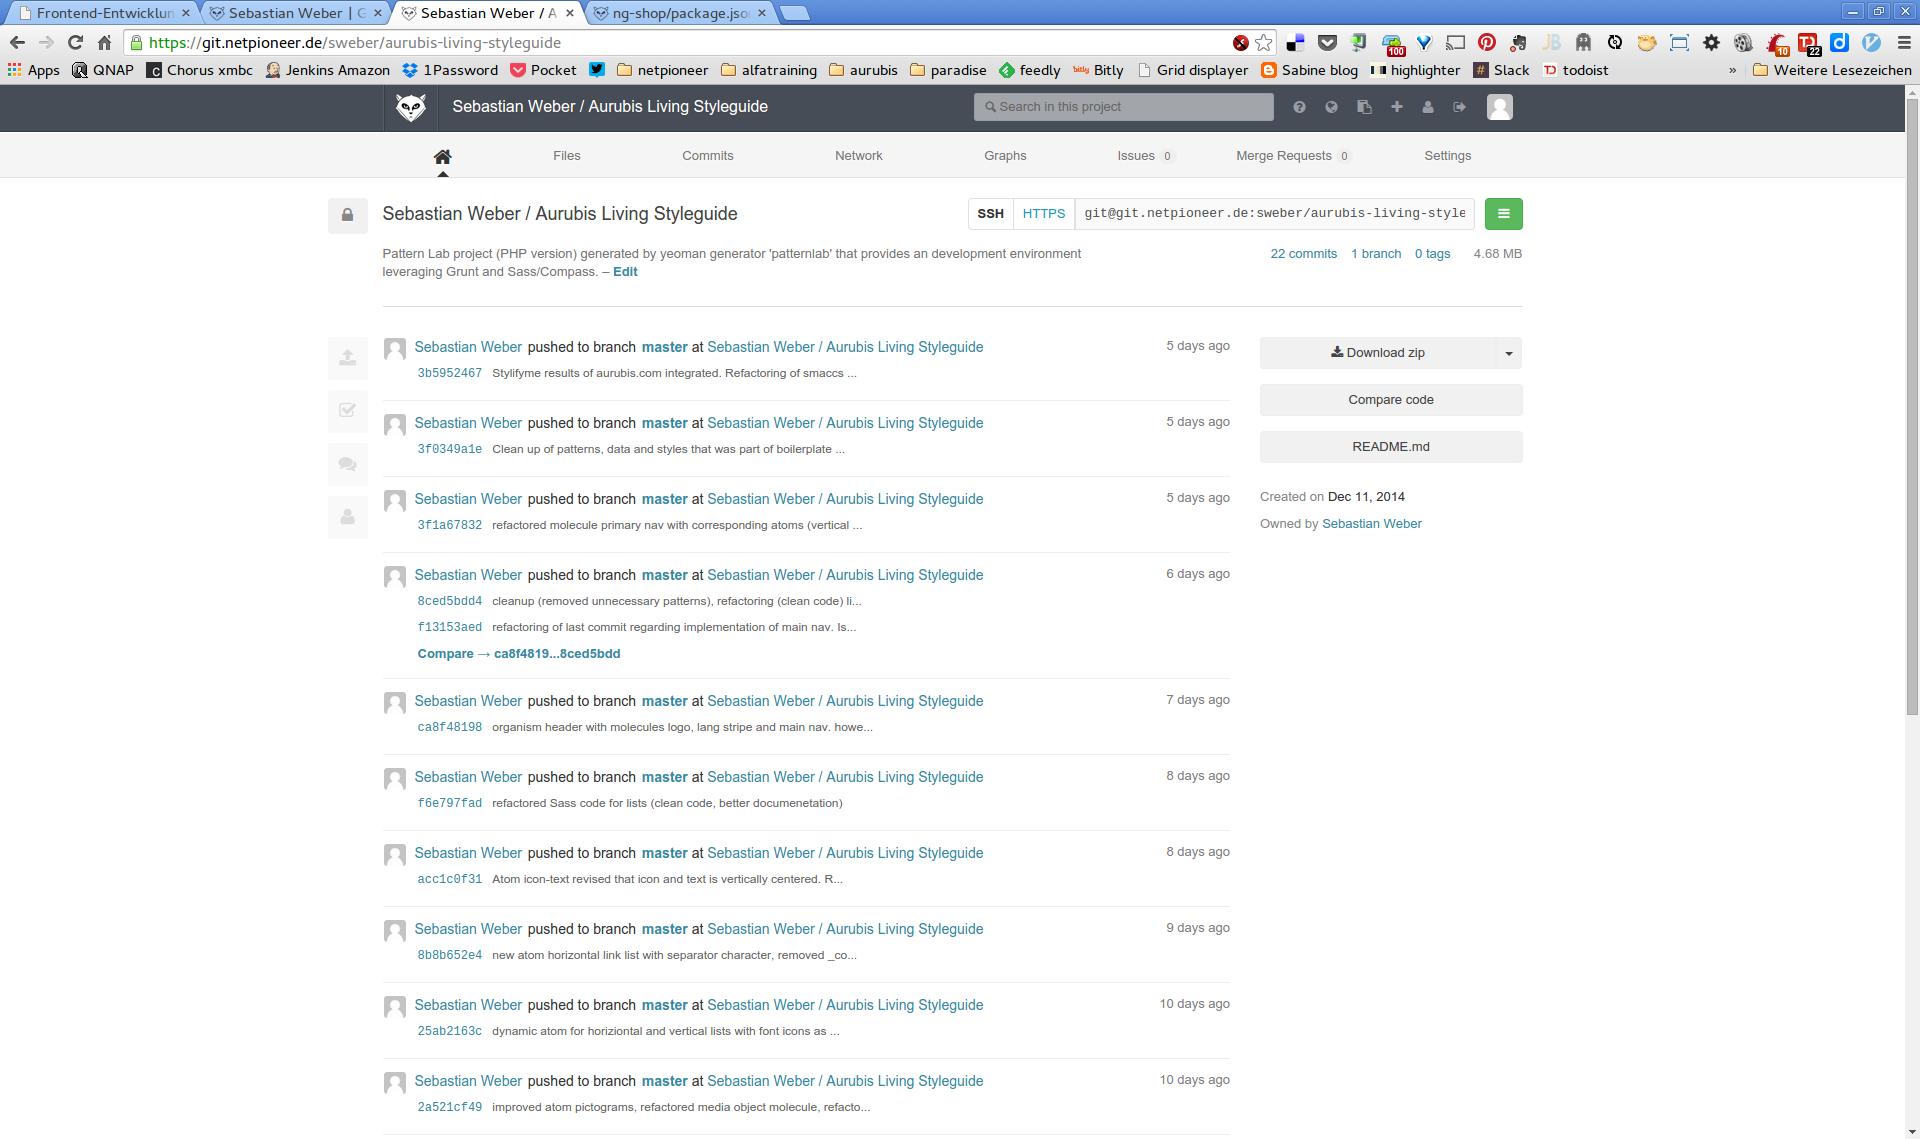 Frontend-Entwicklun
Sebastian Weber | G
Sebastian Weber / A
ng-shop/package.jso
https://git.netpioneer.de/sweber/aurubis-living-styleguide
100
10
22
Apps QNAP Chorus xmbc Jenkins Amazon 1Password Pocket netpioneer alfatraining aurubis paradise feedly bitly Bitly Grid displayer Sabine blog highlighter Slack todoist » Weitere Lesezeichen
Sebastian Weber / Aurubis Living Styleguide
Search in this project
Files Commits Network Graphs Issues 0 Merge Requests 0 Settings
Sebastian Weber / Aurubis Living Styleguide
SSH HTTPS git@git.netpioneer.de:sweber/aurubis-living-style
Pattern Lab project (PHP version) generated by yeoman generator 'patternlab' that provides an development environment
leveraging Grunt and Sass/Compass. – Edit
22 commits 1 branch 0 tags 4.68 MB
Sebastian Weber pushed to branch master at Sebastian Weber / Aurubis Living Styleguide 5 days ago
3b5952467 Stylifyme results of aurubis.com integrated. Refactoring of smaccs ...
Sebastian Weber pushed to branch master at Sebastian Weber / Aurubis Living Styleguide 5 days ago
3f0349a1e Clean up of patterns, data and styles that was part of boilerplate ...
Sebastian Weber pushed to branch master at Sebastian Weber / Aurubis Living Styleguide 5 days ago
3f1a67832 refactored molecule primary nav with corresponding atoms (vertical ...
Sebastian Weber pushed to branch master at Sebastian Weber / Aurubis Living Styleguide 6 days ago
8ced5bdd4 cleanup (removed unnecessary patterns), refactoring (clean code) li...
f13153aed refactoring of last commit regarding implementation of main nav. Is...
Compare → ca8f4819...8ced5bdd
Sebastian Weber pushed to branch master at Sebastian Weber / Aurubis Living Styleguide 7 days ago
ca8f48198 organism header with molecules logo, lang stripe and main nav. howe...
Sebastian Weber pushed to branch master at Sebastian Weber / Aurubis Living Styleguide 8 days ago
f6e797fad refactored Sass code for lists (clean code, better documenetation)
Sebastian Weber pushed to branch master at Sebastian Weber / Aurubis Living Styleguide 8 days ago
acc1c0f31 Atom icon-text revised that icon and text is vertically centered. R...
Sebastian Weber pushed to branch master at Sebastian Weber / Aurubis Living Styleguide 9 days ago
8b8b652e4 new atom horizontal link list with separator character, removed _co...
Sebastian Weber pushed to branch master at Sebastian Weber / Aurubis Living Styleguide 10 days ago
25ab2163c dynamic atom for horiziontal and vertical lists with font icons as ...
Sebastian Weber pushed to branch master at Sebastian Weber / Aurubis Living Styleguide 10 days ago
2a521cf49 improved atom pictograms, refactored media object molecule, refacto...
Download zip
Compare code
README.md
Created on Dec 11, 2014
Owned by Sebastian Weber